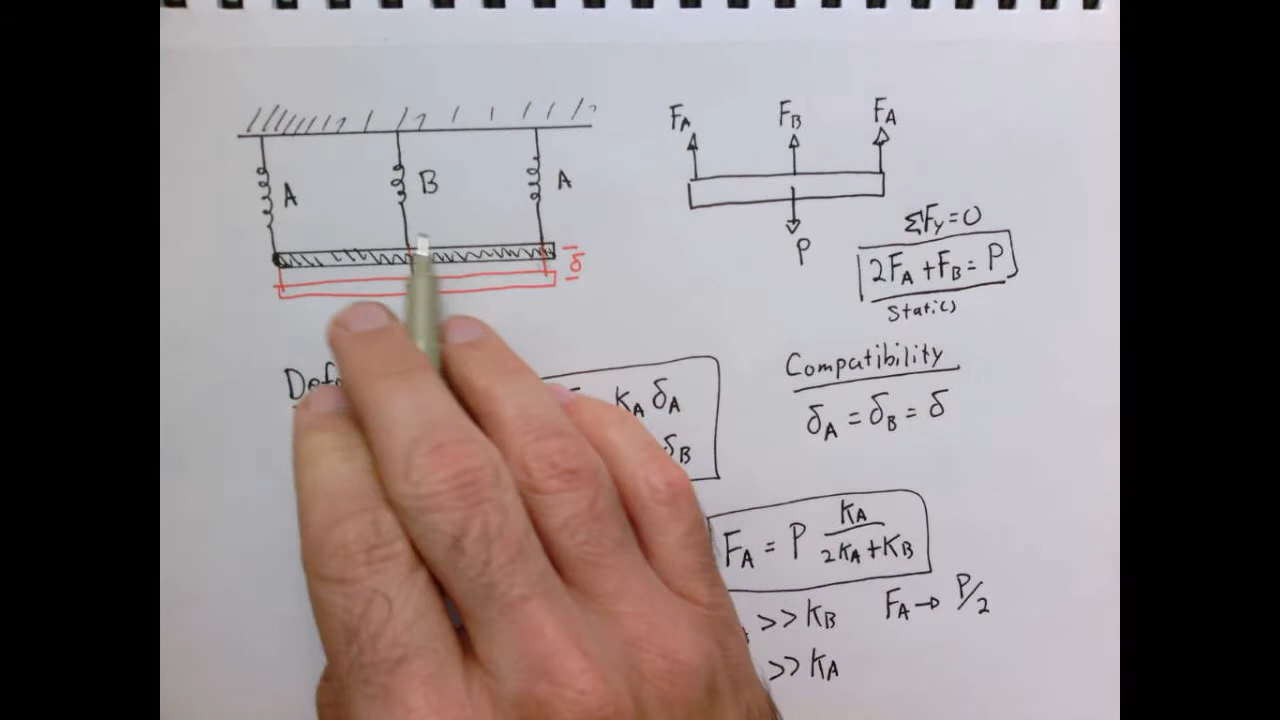 A
B
A
δ
F_A F_B F_A
P
ΣF_y = 0
2F_A + F_B = P
Static
K_A δ_A
δ_B
Compatibility
δ_A = δ_B = δ
F_A = P K_A / (2K_A + K_B)
>> K_B F_A → P/2
>> K_A